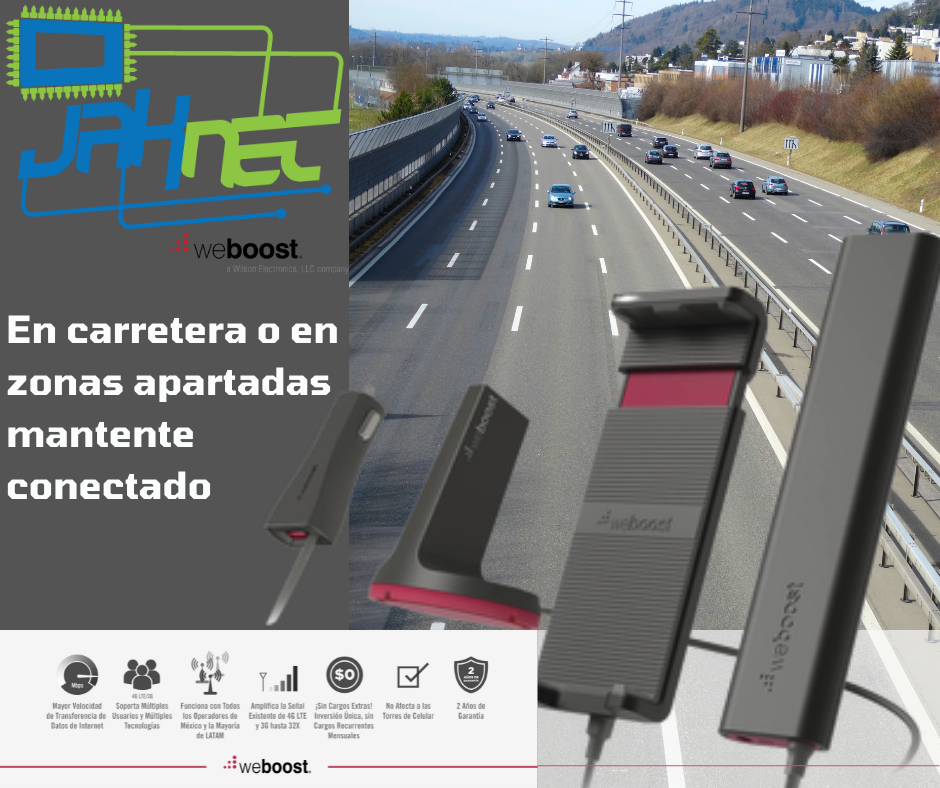 JAHNEC
weboost
a Wilson Electronics, LLC company
En carretera o en
zonas apartadas
mantente
conectado
weboost
weboost
weboost
Mbps
4G LTE/3G
$0
2
AÑOS DE
GARANTÍA
Mayor Velocidad
de Transferencia de
Datos de Internet
Soporta Múltiples
Usuarios y Múltiples
Tecnologías
Funciona con Todos
los Operadores de
México y la Mayoría
de LATAM
Amplifica la Señal
Existente de 4G LTE
y 3G hasta 32X
¡Sin Cargos Extras!
Inversión Única, sin
Cargos Recurrentes
Mensuales
No Afecta a las
Torres de Celular
2 Años de
Garantía
weboost